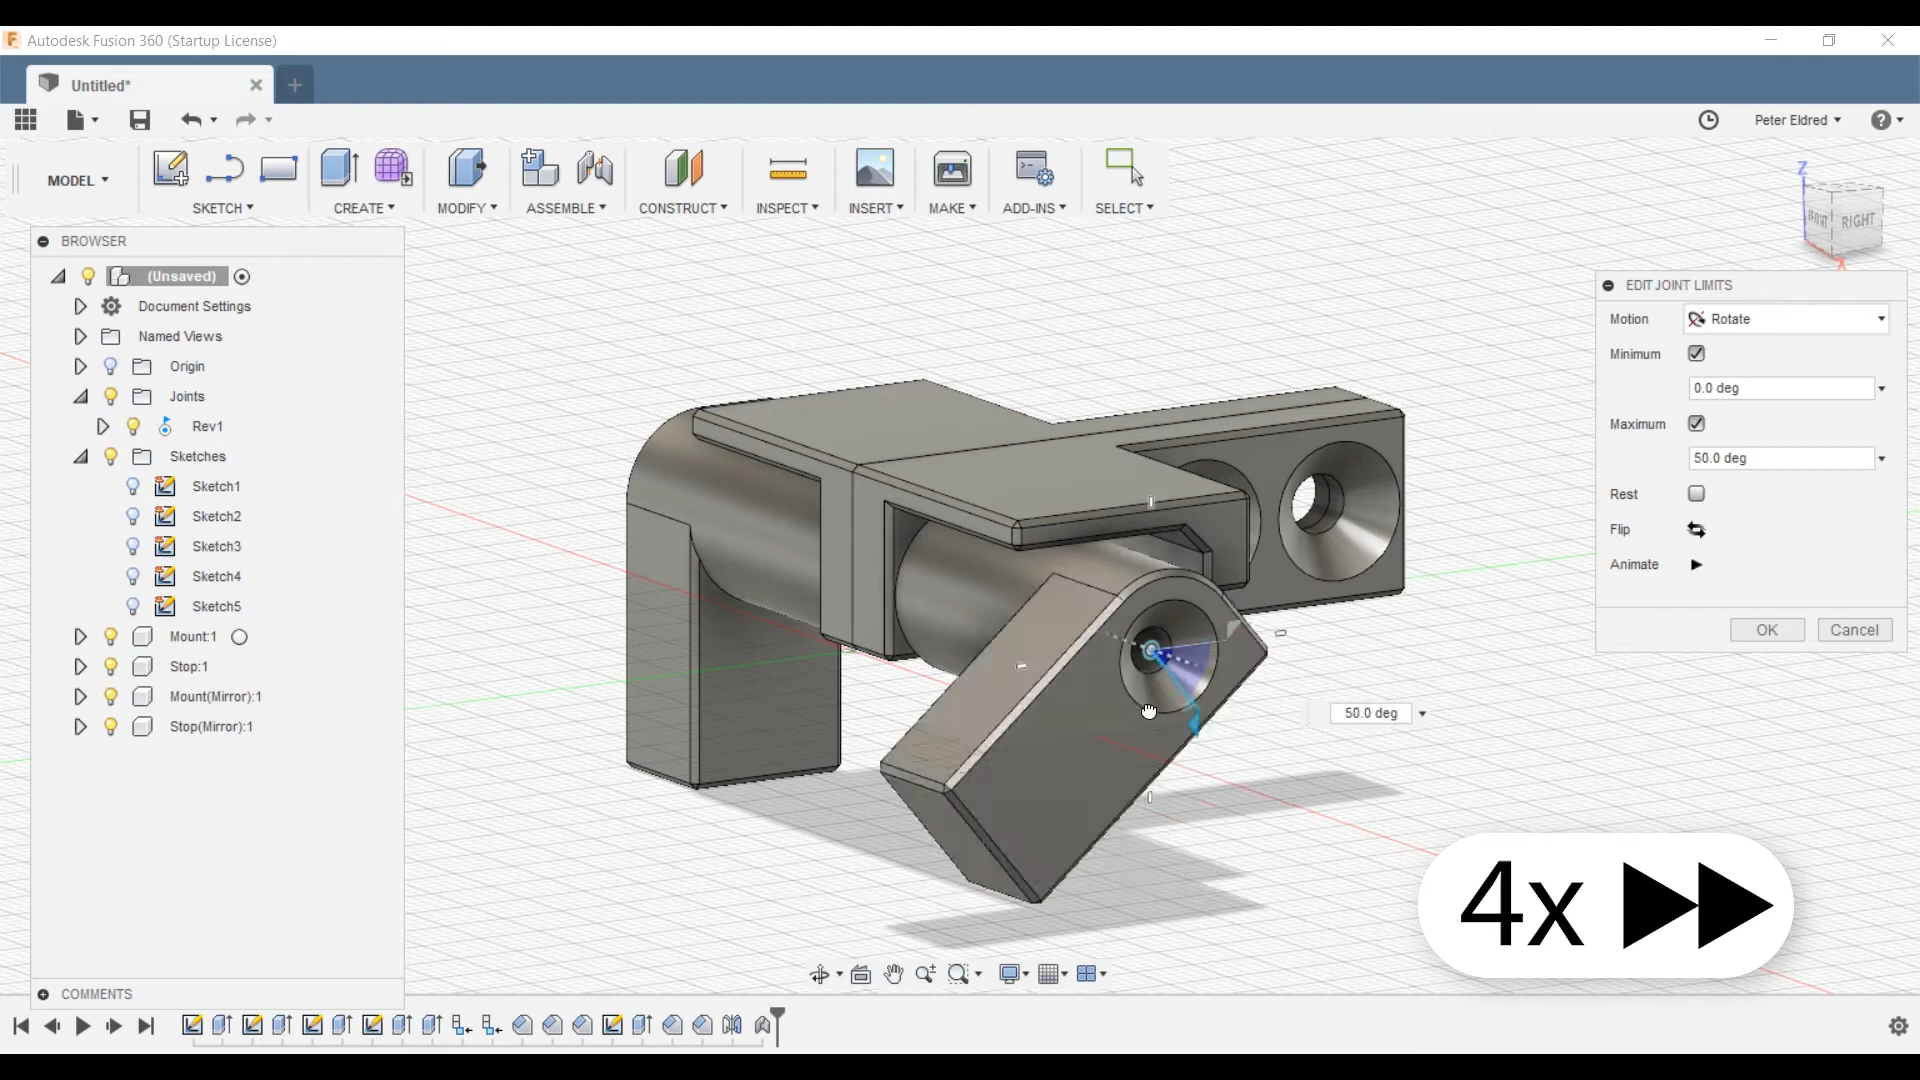 Autodesk Fusion 360 (Startup License)
Untitled*
Peter Eldred
MODEL
SKETCH
CREATE
MODIFY
ASSEMBLE
CONSTRUCT
INSPECT
INSERT
MAKE
ADD-INS
SELECT
Z
FRONT
RIGHT
X
BROWSER
(Unsaved)
Document Settings
Named Views
Origin
Joints
Rev1
Sketches
Sketch1
Sketch2
Sketch3
Sketch4
Sketch5
Mount:1
Stop:1
Mount(Mirror):1
Stop(Mirror):1
EDIT JOINT LIMITS
Motion Rotate
Minimum
0.0 deg
Maximum
50.0 deg
Rest
Flip
Animate
OK Cancel
50.0 deg
4x
COMMENTS